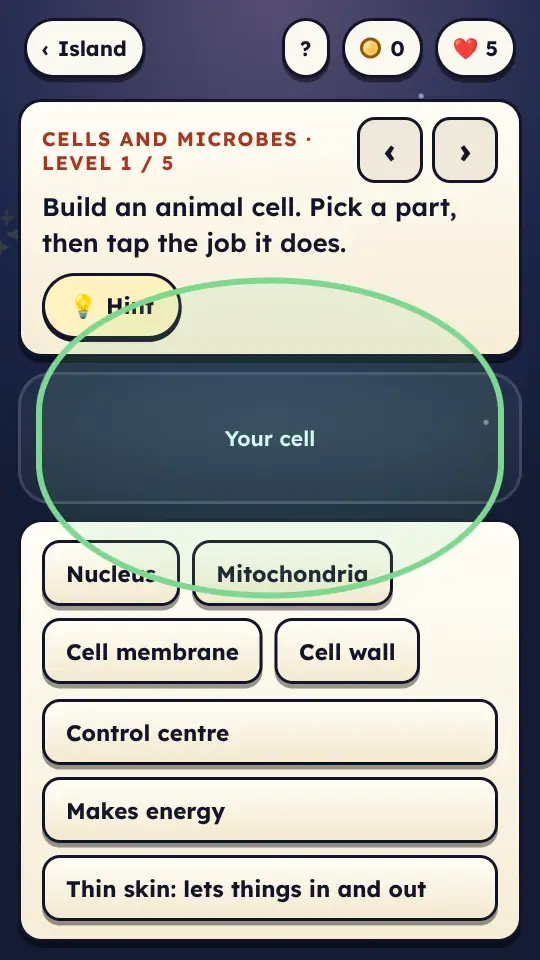 ‹ Island
?
0
5
CELLS AND MICROBES ·
LEVEL 1 / 5
‹
›
Build an animal cell. Pick a part,
then tap the job it does.
Hint
Your cell
Nucleus
Mitochondria
Cell membrane
Cell wall
Control centre
Makes energy
Thin skin: lets things in and out